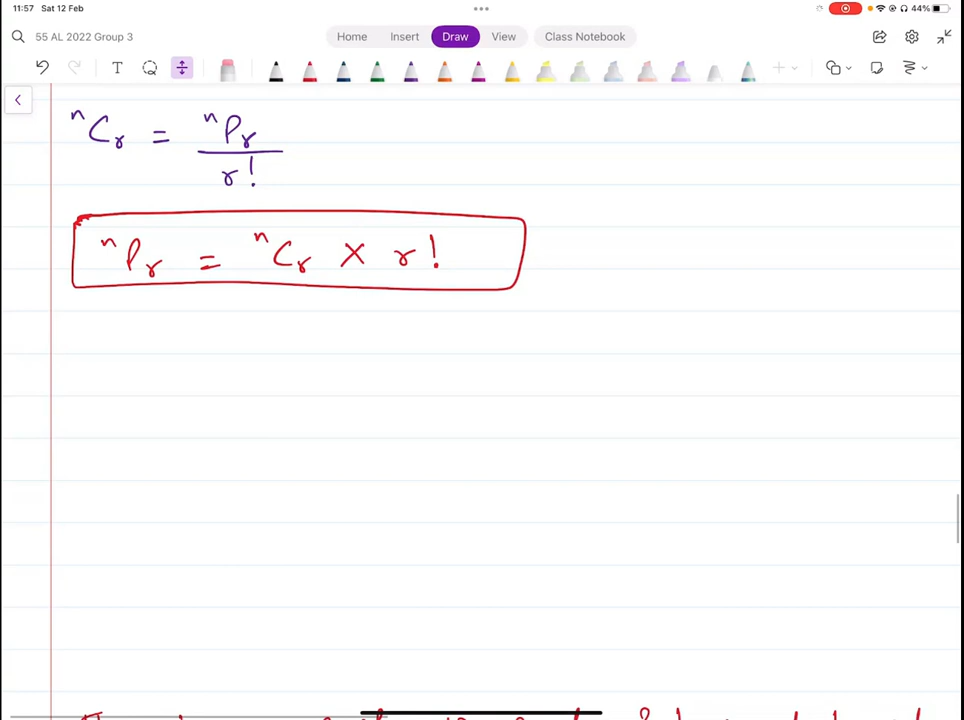 11:57 Sat 12 Feb
44%
55 AL 2022 Group 3
Home Insert Draw View Class Notebook
T
ⁿCᵣ = ⁿPᵣ / r!
ⁿPᵣ = ⁿCᵣ × r!